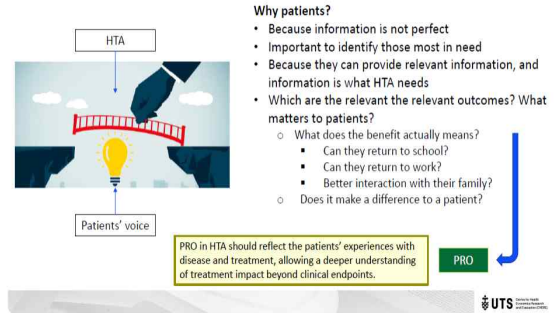 HTA
Patients' voice
Why patients?
• Because information is not perfect
• Important to identify those most in need
• Because they can provide relevant information, and
information is what HTA needs
• Which are the relevant the relevant outcomes? What
matters to patients?
o What does the benefit actually means?
▪ Can they return to school?
▪ Can they return to work?
▪ Better interaction with their family?
o Does it make a difference to a patient?
PRO in HTA should reflect the patients' experiences with
disease and treatment, allowing a deeper understanding
of treatment impact beyond clinical endpoints.
PRO
UTS